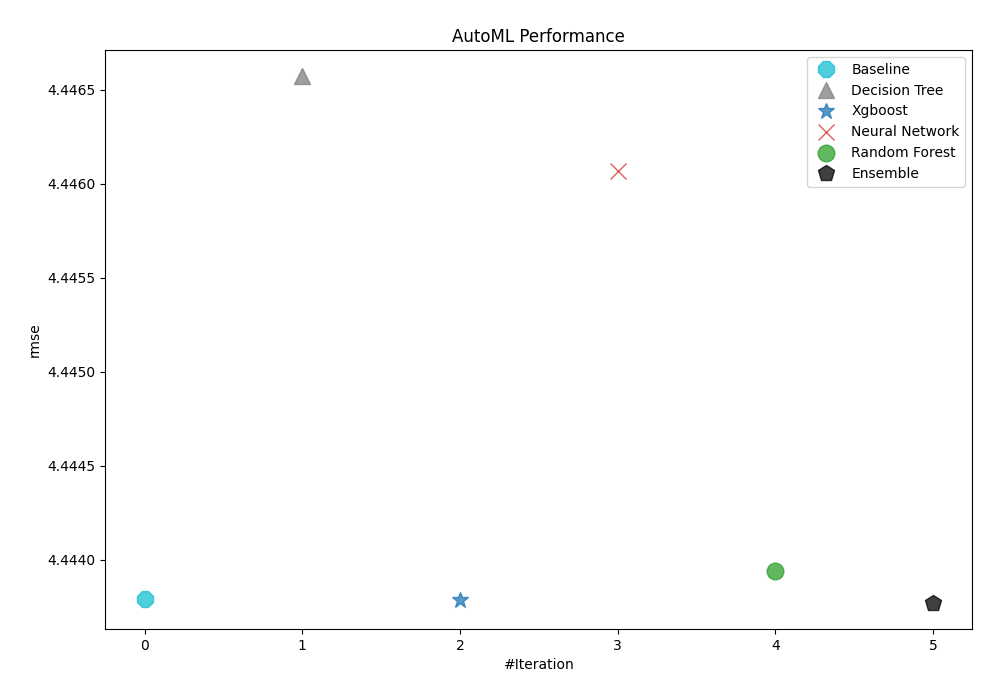 AutoML Performance
Baseline
Decision Tree
Xgboost
Neural Network
Random Forest
Ensemble
4.4465
4.4460
4.4455
4.4450
4.4445
4.4440
rmse
0 1 2 3 4 5
#Iteration